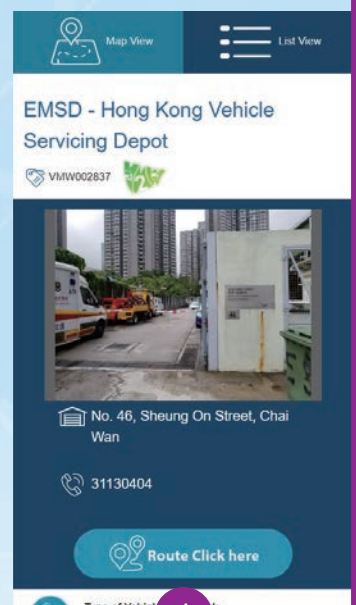 Map View
List View
EMSD - Hong Kong Vehicle
Servicing Depot
VMW002837
No. 46, Sheung On Street, Chai
Wan
31130404
Route Click here